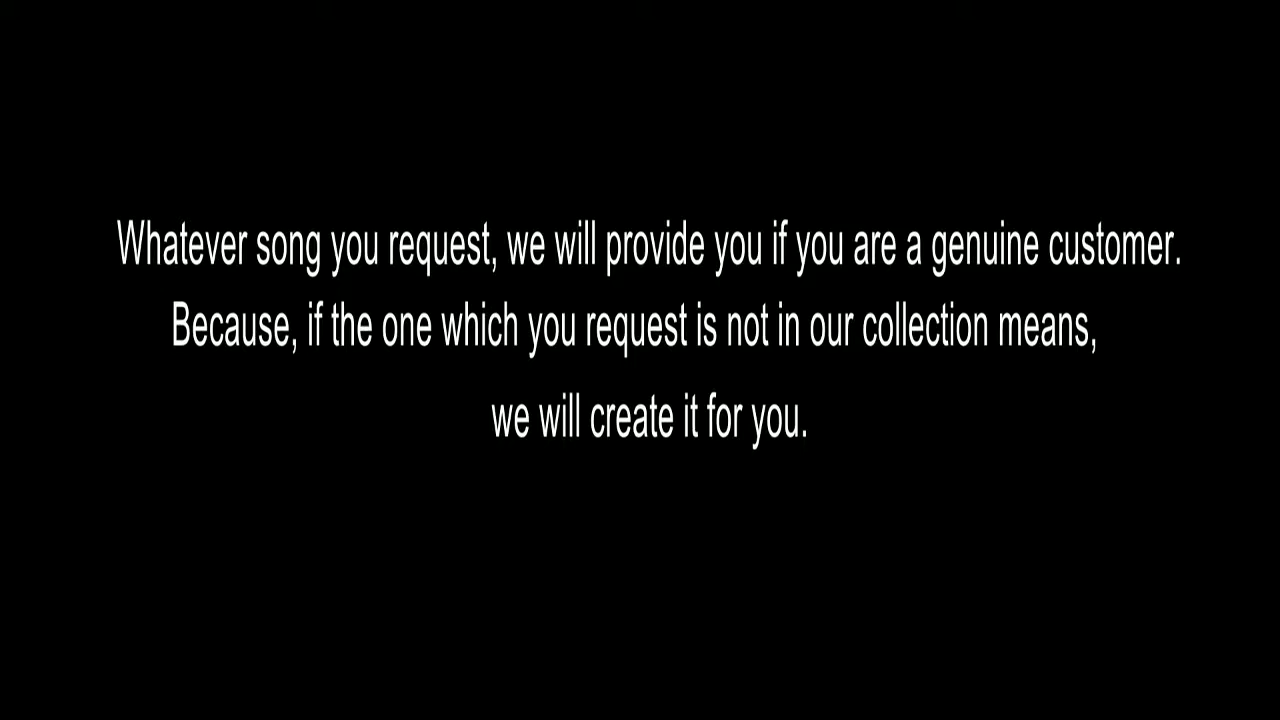 Whatever song you request, we will provide you if you are a genuine customer.
Because, if the one which you request is not in our collection means,
we will create it for you.